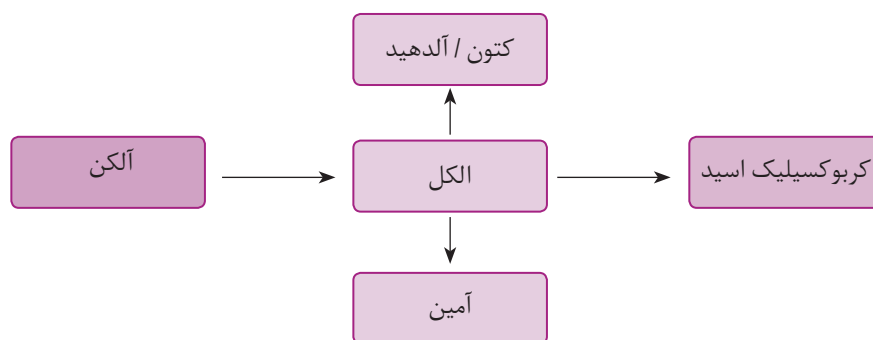 کتون / آلدهید
آلکن
الکل
کربوکسیلیک اسید
آمین